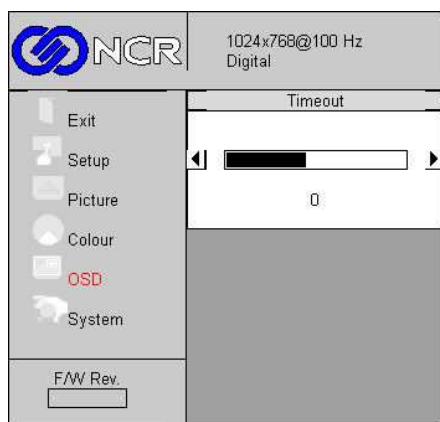 NCR
1024x768@100 Hz
Digital
Exit
Setup
Picture
Colour
OSD
System
F/W Rev.
Timeout
0